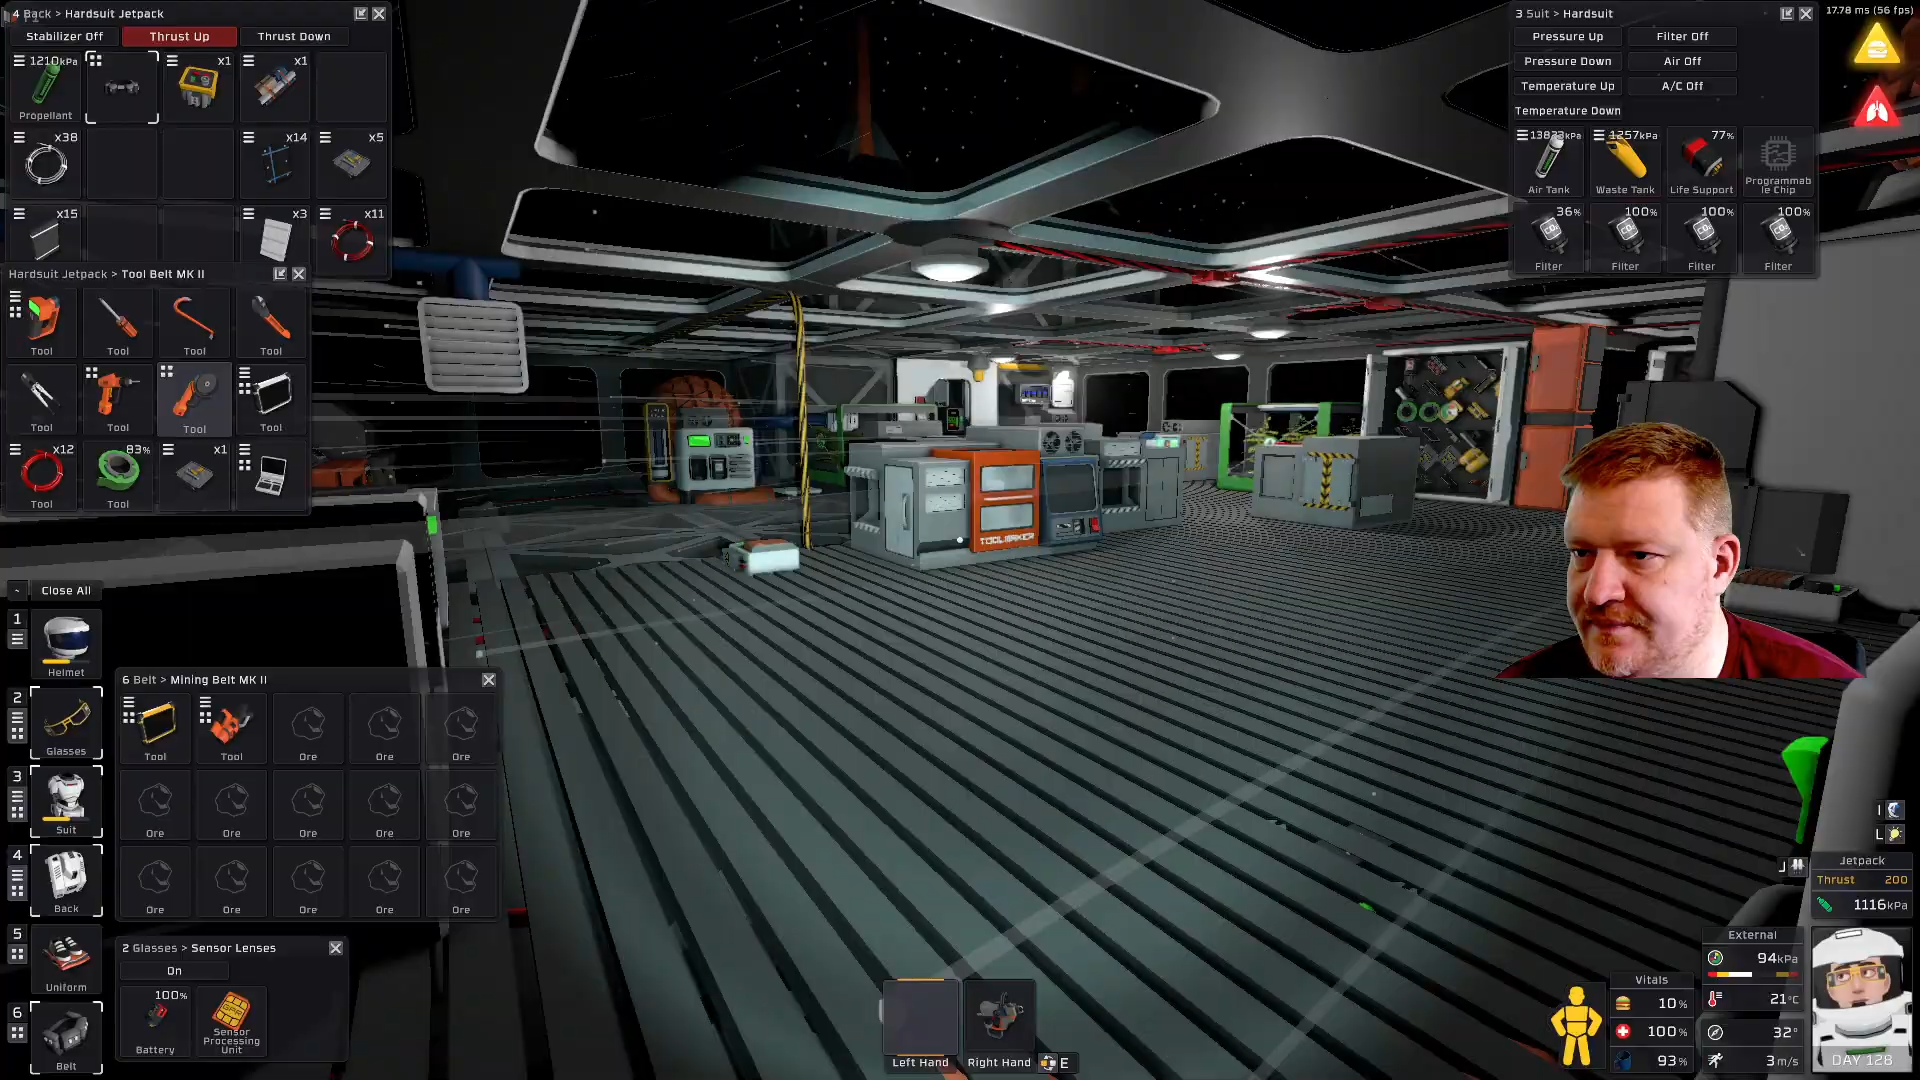 4 Back > Hardsuit Jetpack
Stabilizer Off
Thrust Up
Thrust Down
1210kPa
Propellant
x1
x1
x38
x14
x5
x15
x3
x11
Hardsuit Jetpack > Tool Belt MK II
Tool
Tool
Tool
Tool
Tool
Tool
Tool
Tool
x12
Tool
83%
Tool
x1
~
Close All
1
Helmet
2
Glasses
3
Suit
4
Back
5
Uniform
6
Belt
6 Belt > Mining Belt MK II
Tool
Tool
Ore
Ore
Ore
Ore
Ore
Ore
Ore
Ore
Ore
Ore
Ore
Ore
Ore
2 Glasses > Sensor Lenses
On
100%
Battery
Sensor
Processing
Unit
TOOLMAKER
Left Hand
Right Hand
E
3 Suit > Hardsuit
Pressure Up
Filter Off
Pressure Down
Air Off
Temperature Up
A/C Off
Temperature Down
Air Tank
1257kPa
Waste Tank
77%
Life Support
Programmab
le Chip
36%
Filter
100%
Filter
100%
Filter
100%
Filter
17.78 ms (56 fps)
I
L
J
Jetpack
Thrust 200
1116kPa
External
94kPa
21°C
32°
3m/s
Vitals
10%
100%
93%
DAY 128